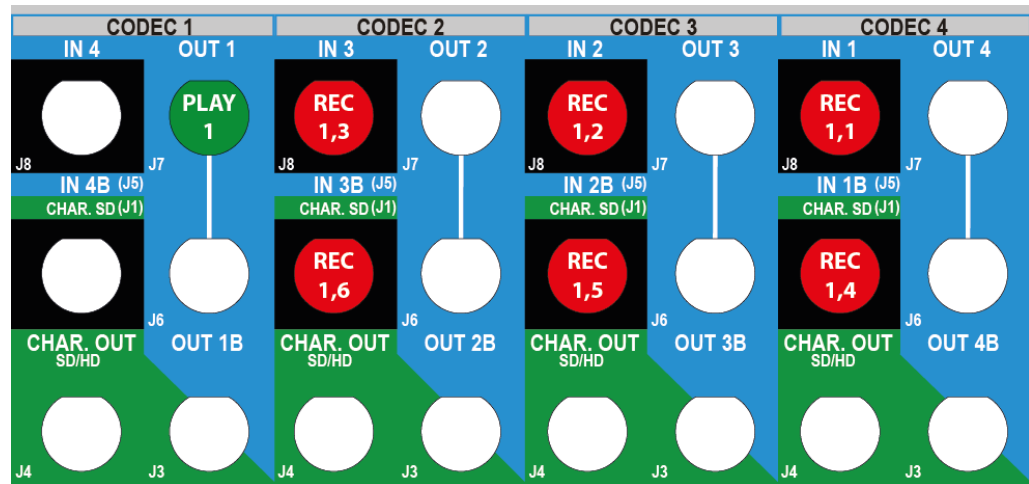 CODEC 1 CODEC 2 CODEC 3 CODEC 4
IN 4 OUT 1 IN 3 OUT 2 IN 2 OUT 3 IN 1 OUT 4
PLAY REC REC REC
1 1,3 1,2 1,1
J8 J7 J8 J7 J8 J7 J8 J7
IN 4B (J5) IN 3B (J5) IN 2B (J5) IN 1B (J5)
CHAR. SD (J1) CHAR. SD (J1) CHAR. SD (J1) CHAR. SD (J1)
REC REC REC
1,6 1,5 1,4
J6 J6 J6 J6
CHAR. OUT OUT 1B CHAR. OUT OUT 2B CHAR. OUT OUT 3B CHAR. OUT OUT 4B
SD/HD SD/HD SD/HD SD/HD
J4 J3 J4 J3 J4 J3 J4 J3